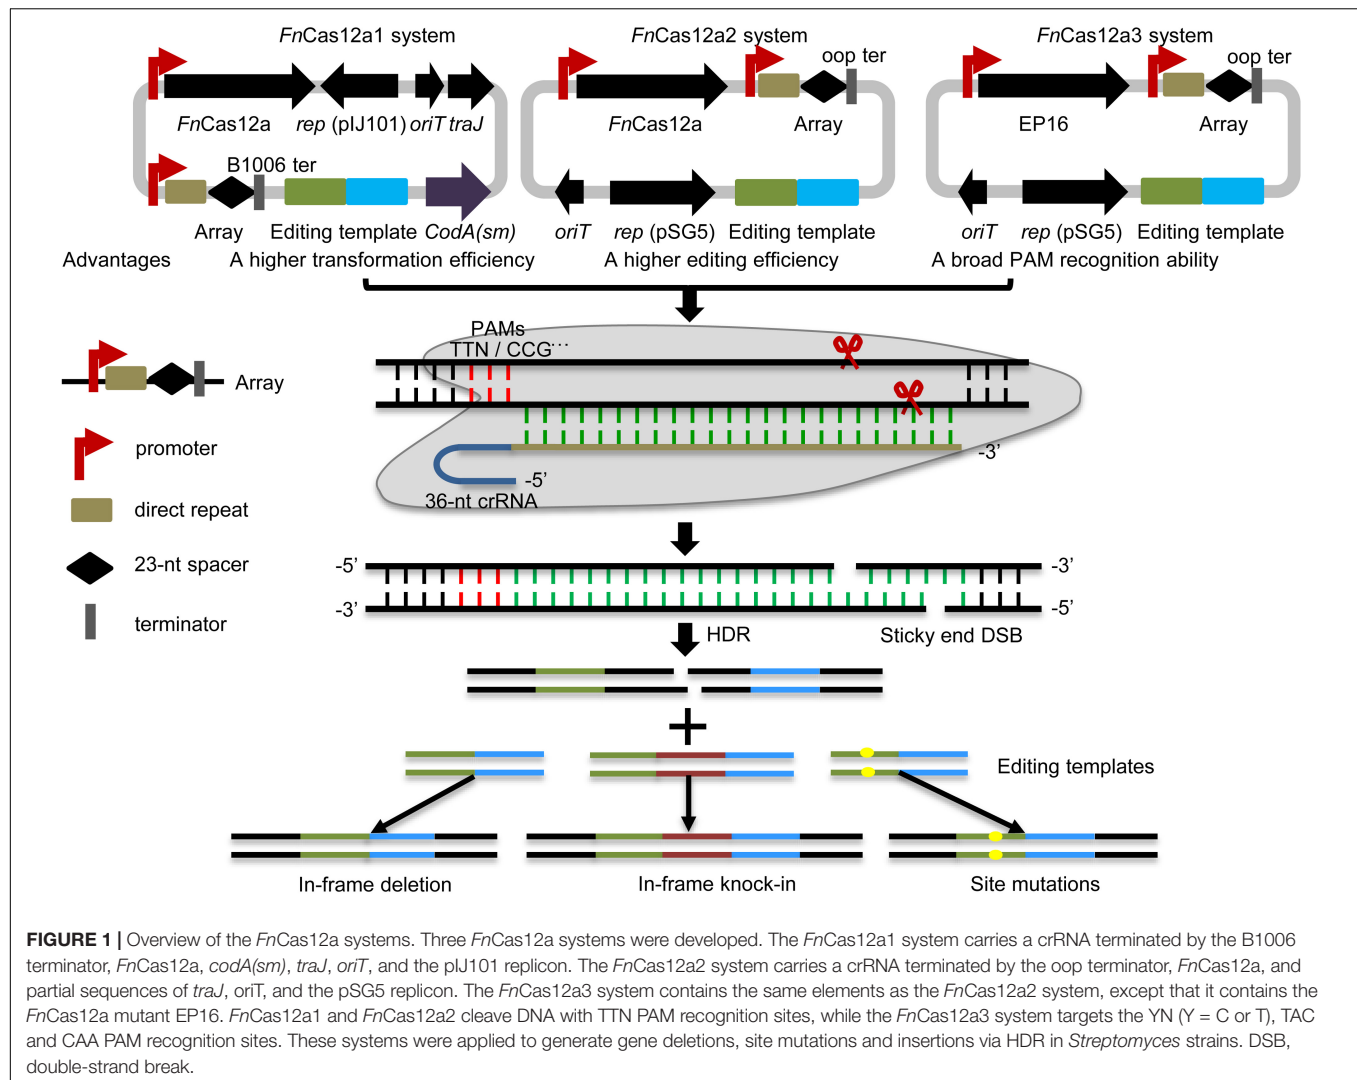 FnCas12a1 system
FnCas12a2 system
FnCas12a3 system
oop ter
oop ter
FnCas12a
rep (pIJ101)
oriT
traJ
FnCas12a
Array
EP16
Array
B1006 ter
Array
Editing template
CodA(sm)
oriT
rep (pSG5)
Editing template
oriT
rep (pSG5)
Editing template
Advantages
A higher transformation efficiency
A higher editing efficiency
A broad PAM recognition ability
PAMs
TTN / CCG...
Array
promoter
direct repeat
23-nt spacer
terminator
-3’
-5’
36-nt crRNA
-5’
-3’
-3’
-5’
HDR
Sticky end DSB
Editing templates
In-frame deletion
In-frame knock-in
Site mutations
FIGURE 1 | Overview of the FnCas12a systems. Three FnCas12a systems were developed. The FnCas12a1 system carries a crRNA terminated by the B1006
terminator, FnCas12a, codA(sm), traJ, oriT, and the pIJ101 replicon. The FnCas12a2 system carries a crRNA terminated by the oop terminator, FnCas12a, and
partial sequences of traJ, oriT, and the pSG5 replicon. The FnCas12a3 system contains the same elements as the FnCas12a2 system, except that it contains the
FnCas12a mutant EP16. FnCas12a1 and FnCas12a2 cleave DNA with TTN PAM recognition sites, while the FnCas12a3 system targets the YN (Y = C or T), TAC
and CAA PAM recognition sites. These systems were applied to generate gene deletions, site mutations and insertions via HDR in Streptomyces strains. DSB,
double-strand break.